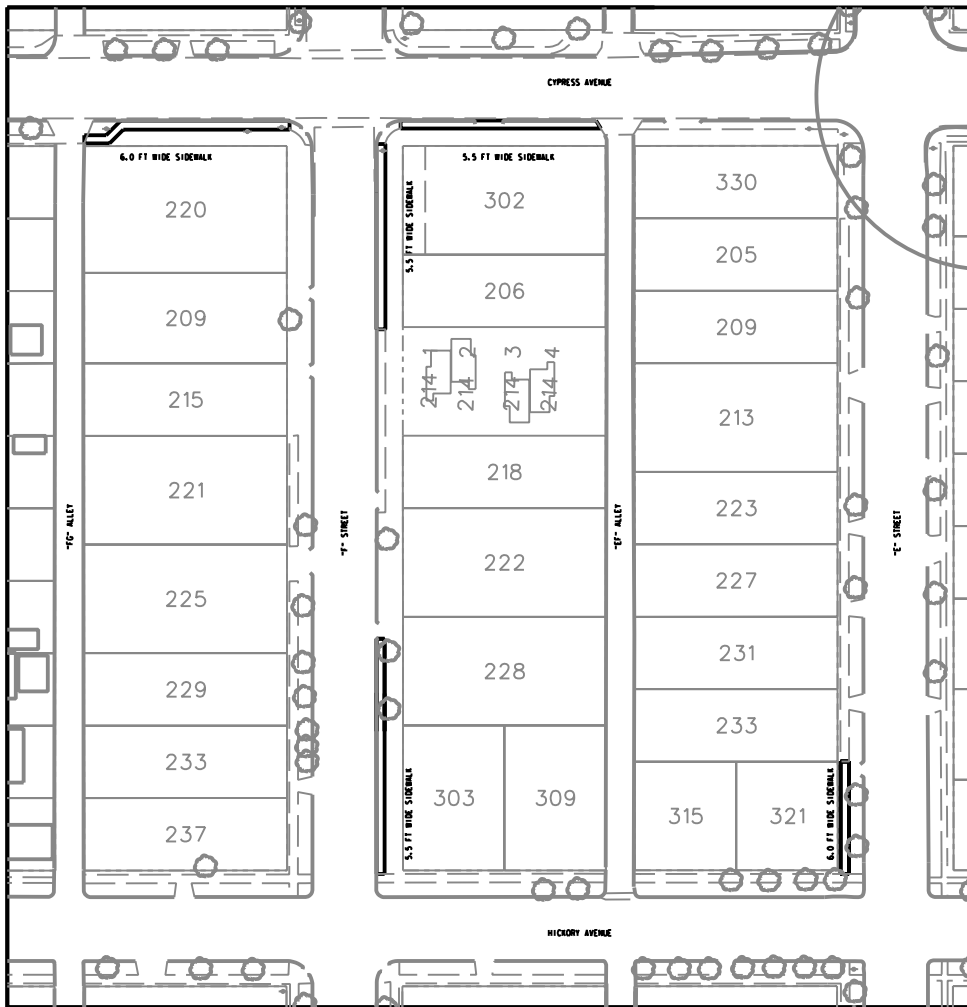 CYPRESS AVENUE
6.0 FT WIDE SIDEWALK
5.5 FT WIDE SIDEWALK
220
302
330
5.5 FT WIDE SIDEWALK
205
206
209
209
214 1
214 2
214 3
214 4
215
213
218
221
223
-FG- ALLEY
-F- STREET
-EF- ALLEY
-E- STREET
222
225
227
231
228
229
233
233
303
309
315
321
5.5 FT WIDE SIDEWALK
6.0 FT WIDE SIDEWALK
237
HICKORY AVENUE